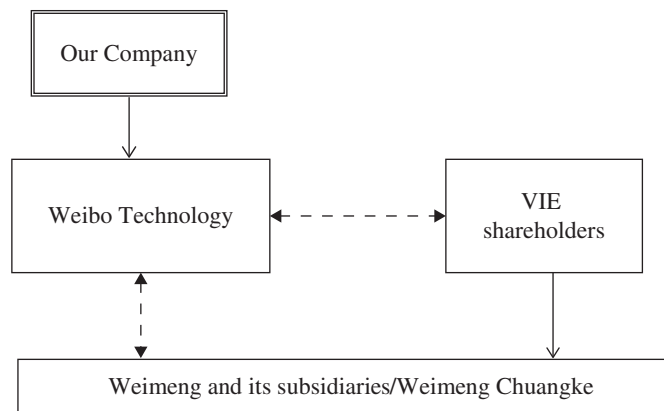 Our Company
Weibo Technology
VIE
shareholders
Weimeng and its subsidiaries/Weimeng Chuangke